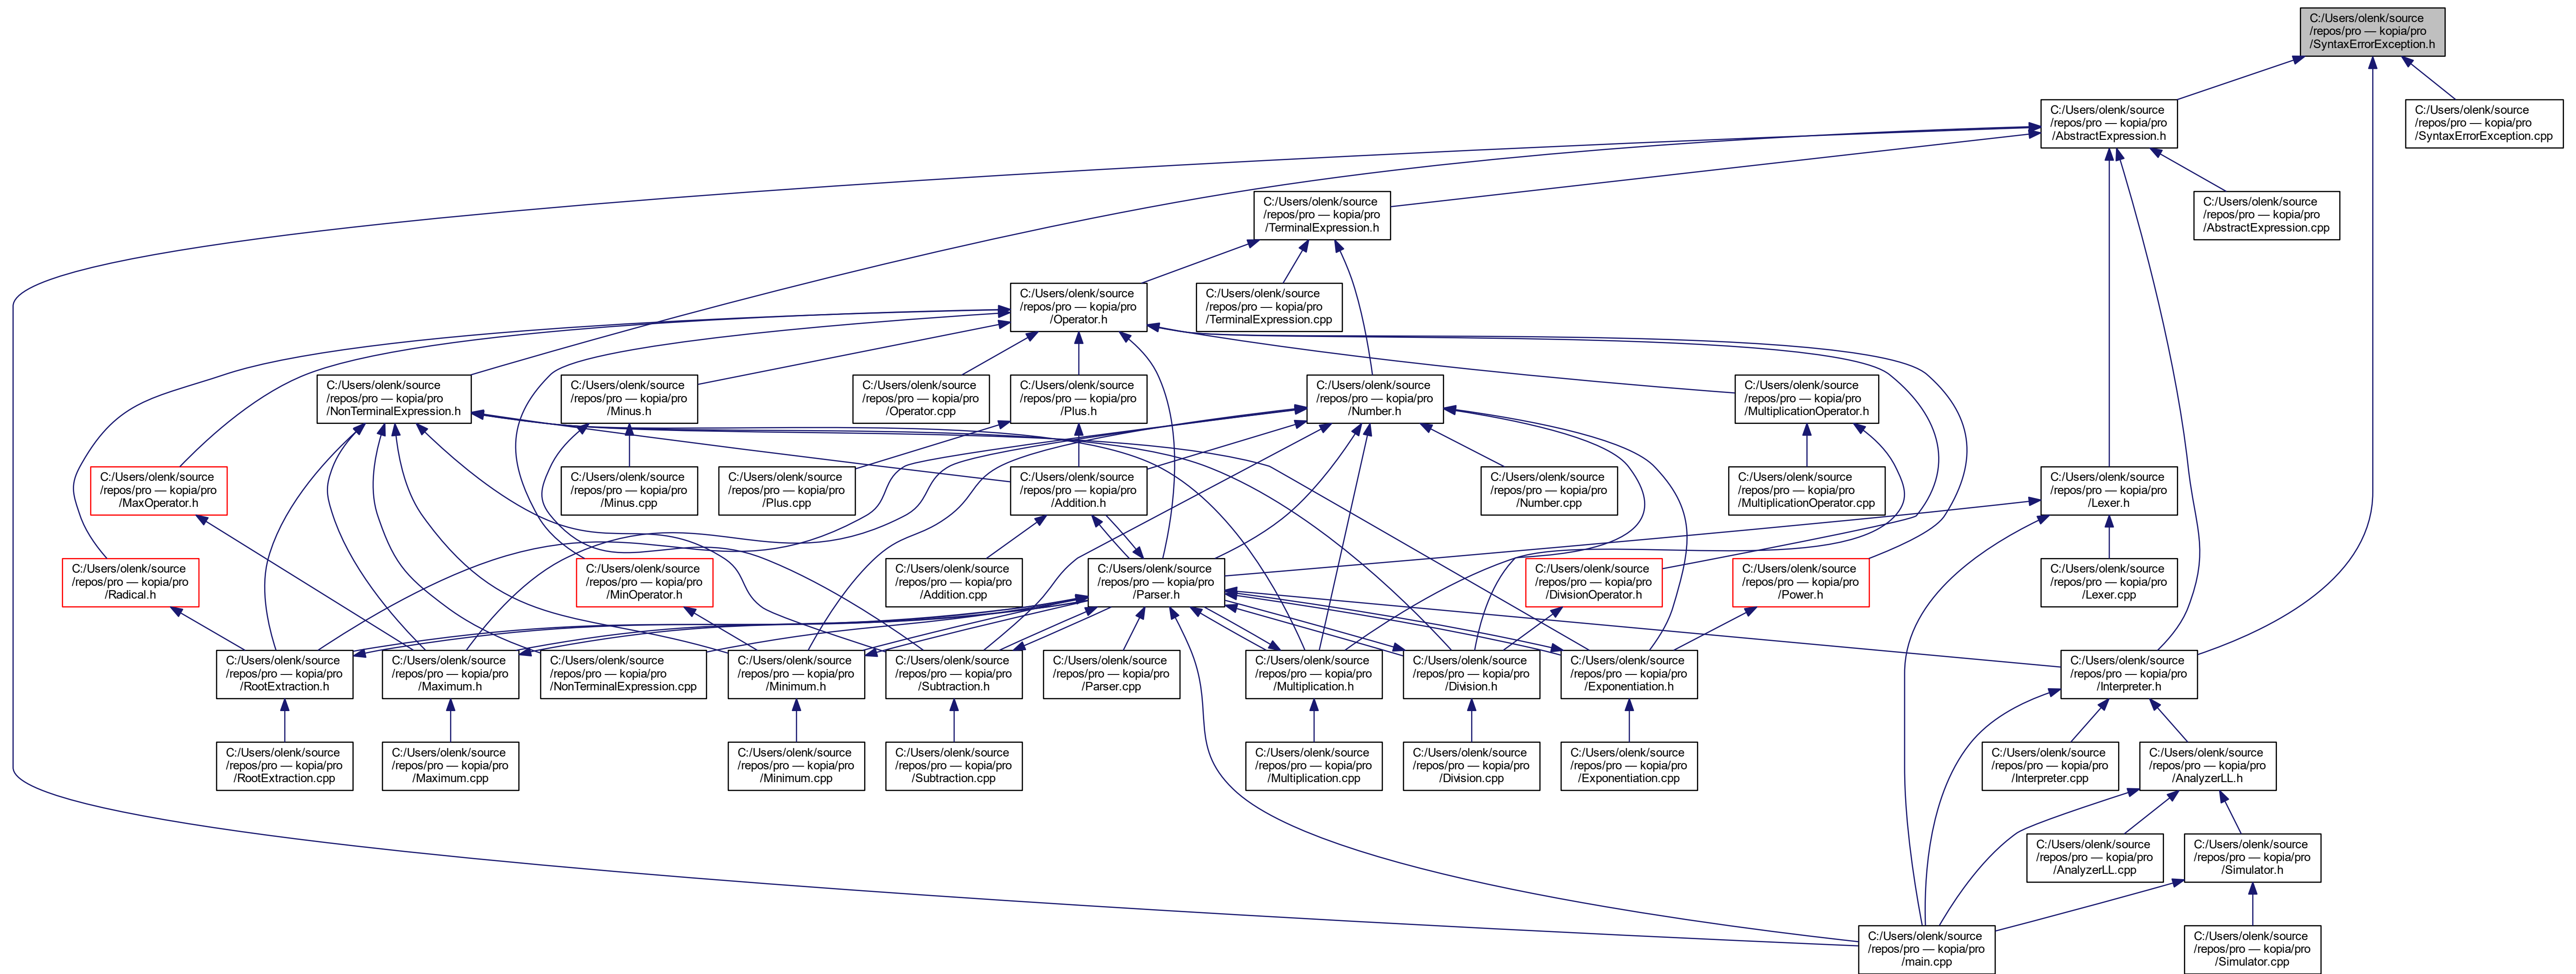 C:/Users/olenk/source
/repos/pro — kopia/pro
/SyntaxErrorException.h
C:/Users/olenk/source
/repos/pro — kopia/pro
/AbstractExpression.h
C:/Users/olenk/source
/repos/pro — kopia/pro
/SyntaxErrorException.cpp
C:/Users/olenk/source
/repos/pro — kopia/pro
/TerminalExpression.h
C:/Users/olenk/source
/repos/pro — kopia/pro
/AbstractExpression.cpp
C:/Users/olenk/source
/repos/pro — kopia/pro
/Operator.h
C:/Users/olenk/source
/repos/pro — kopia/pro
/TerminalExpression.cpp
C:/Users/olenk/source
/repos/pro — kopia/pro
/NonTerminalExpression.h
C:/Users/olenk/source
/repos/pro — kopia/pro
/Minus.h
C:/Users/olenk/source
/repos/pro — kopia/pro
/Operator.cpp
C:/Users/olenk/source
/repos/pro — kopia/pro
/Plus.h
C:/Users/olenk/source
/repos/pro — kopia/pro
/Number.h
C:/Users/olenk/source
/repos/pro — kopia/pro
/MultiplicationOperator.h
C:/Users/olenk/source
/repos/pro — kopia/pro
/MaxOperator.h
C:/Users/olenk/source
/repos/pro — kopia/pro
/Minus.cpp
C:/Users/olenk/source
/repos/pro — kopia/pro
/Plus.cpp
C:/Users/olenk/source
/repos/pro — kopia/pro
/Addition.h
C:/Users/olenk/source
/repos/pro — kopia/pro
/Number.cpp
C:/Users/olenk/source
/repos/pro — kopia/pro
/MultiplicationOperator.cpp
C:/Users/olenk/source
/repos/pro — kopia/pro
/Lexer.h
C:/Users/olenk/source
/repos/pro — kopia/pro
/Radical.h
C:/Users/olenk/source
/repos/pro — kopia/pro
/MinOperator.h
C:/Users/olenk/source
/repos/pro — kopia/pro
/Addition.cpp
C:/Users/olenk/source
/repos/pro — kopia/pro
/Parser.h
C:/Users/olenk/source
/repos/pro — kopia/pro
/DivisionOperator.h
C:/Users/olenk/source
/repos/pro — kopia/pro
/Power.h
C:/Users/olenk/source
/repos/pro — kopia/pro
/Lexer.cpp
C:/Users/olenk/source
/repos/pro — kopia/pro
/RootExtraction.h
C:/Users/olenk/source
/repos/pro — kopia/pro
/Maximum.h
C:/Users/olenk/source
/repos/pro — kopia/pro
/NonTerminalExpression.cpp
C:/Users/olenk/source
/repos/pro — kopia/pro
/Minimum.h
C:/Users/olenk/source
/repos/pro — kopia/pro
/Subtraction.h
C:/Users/olenk/source
/repos/pro — kopia/pro
/Parser.cpp
C:/Users/olenk/source
/repos/pro — kopia/pro
/Multiplication.h
C:/Users/olenk/source
/repos/pro — kopia/pro
/Division.h
C:/Users/olenk/source
/repos/pro — kopia/pro
/Exponentiation.h
C:/Users/olenk/source
/repos/pro — kopia/pro
/Interpreter.h
C:/Users/olenk/source
/repos/pro — kopia/pro
/RootExtraction.cpp
C:/Users/olenk/source
/repos/pro — kopia/pro
/Maximum.cpp
C:/Users/olenk/source
/repos/pro — kopia/pro
/Minimum.cpp
C:/Users/olenk/source
/repos/pro — kopia/pro
/Subtraction.cpp
C:/Users/olenk/source
/repos/pro — kopia/pro
/Multiplication.cpp
C:/Users/olenk/source
/repos/pro — kopia/pro
/Division.cpp
C:/Users/olenk/source
/repos/pro — kopia/pro
/Exponentiation.cpp
C:/Users/olenk/source
/repos/pro — kopia/pro
/Interpreter.cpp
C:/Users/olenk/source
/repos/pro — kopia/pro
/AnalyzerLL.h
C:/Users/olenk/source
/repos/pro — kopia/pro
/AnalyzerLL.cpp
C:/Users/olenk/source
/repos/pro — kopia/pro
/Simulator.h
C:/Users/olenk/source
/repos/pro — kopia/pro
/main.cpp
C:/Users/olenk/source
/repos/pro — kopia/pro
/Simulator.cpp